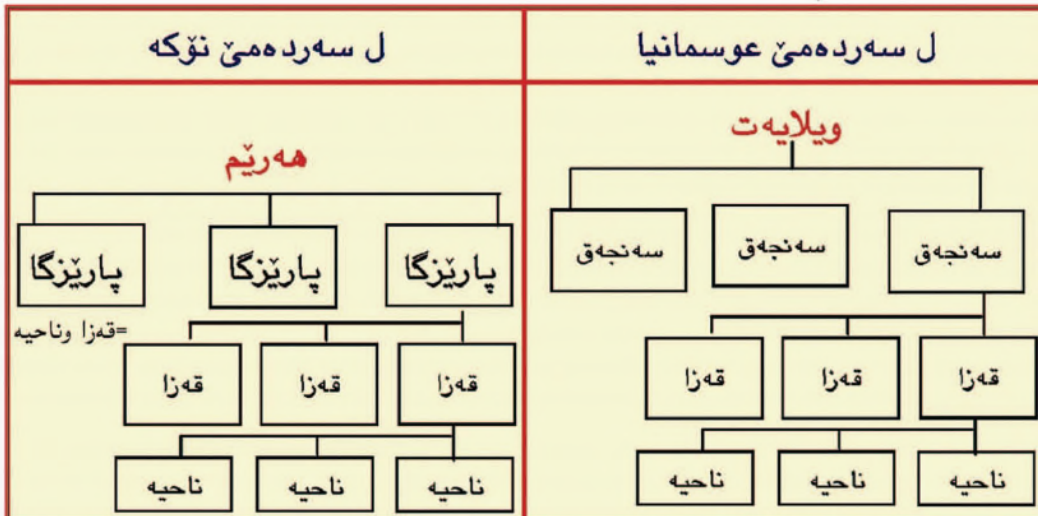 ل سەردەمێ عوسمانیا
ویلایەت
سەنجەق سەنجەق سەنجەق
قەزا قەزا قەزا
ناحیە ناحیە ناحیە
ل سەردەمێ نۆکە
هەرێم
پارێزگا پارێزگا پارێزگا
=قەزا وناحیە
قەزا قەزا قەزا
ناحیە ناحیە ناحیە